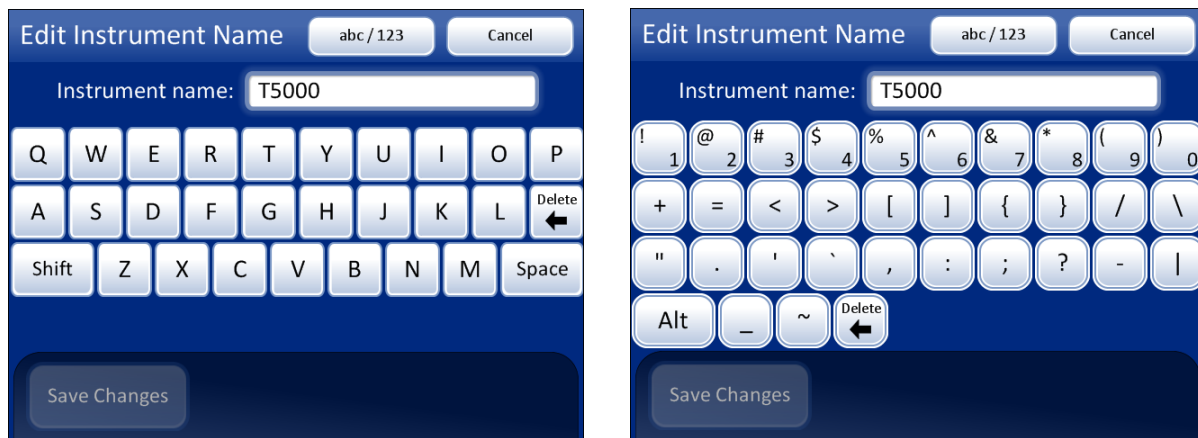 Edit Instrument Name abc / 123 Cancel
Instrument name: T5000
Q W E R T Y U I O P
A S D F G H J K L Delete
Shift Z X C V B N M Space
Save Changes
Edit Instrument Name abc / 123 Cancel
Instrument name: T5000
! 1 @ 2 # 3 $ 4 % 5 ^ 6 & 7 * 8 ( 9 ) 0
+ = < > [ ] { } / \
" . ' ` , : ; ? - |
Alt _ ~ Delete
Save Changes